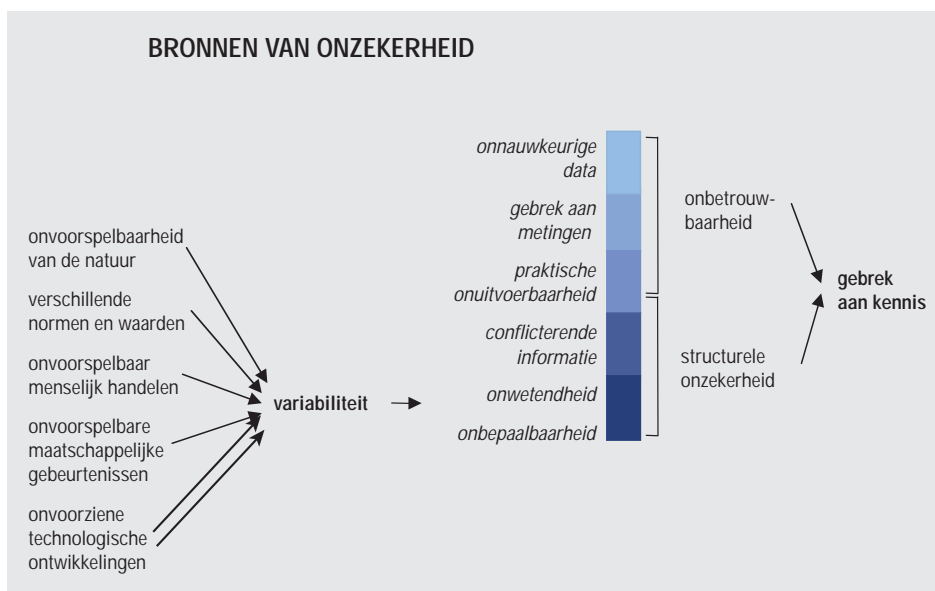 BRONNEN VAN ONZEKERHEID
onvoorspelbaarheid
van de natuur
verschillende
normen en waarden
onvoorspelbaar
menselijk handelen
onvoorspelbare
maatschappelijke
gebeurtenissen
onvoorziene
technologische
ontwikkelingen
variabiliteit
onnauwkeurige
data
gebrek aan
metingen
praktische
onuitvoerbaarheid
conflicterende
informatie
onwetendheid
onbepaalbaarheid
onbetrouw-
baarheid
structurele
onzekerheid
gebrek
aan kennis